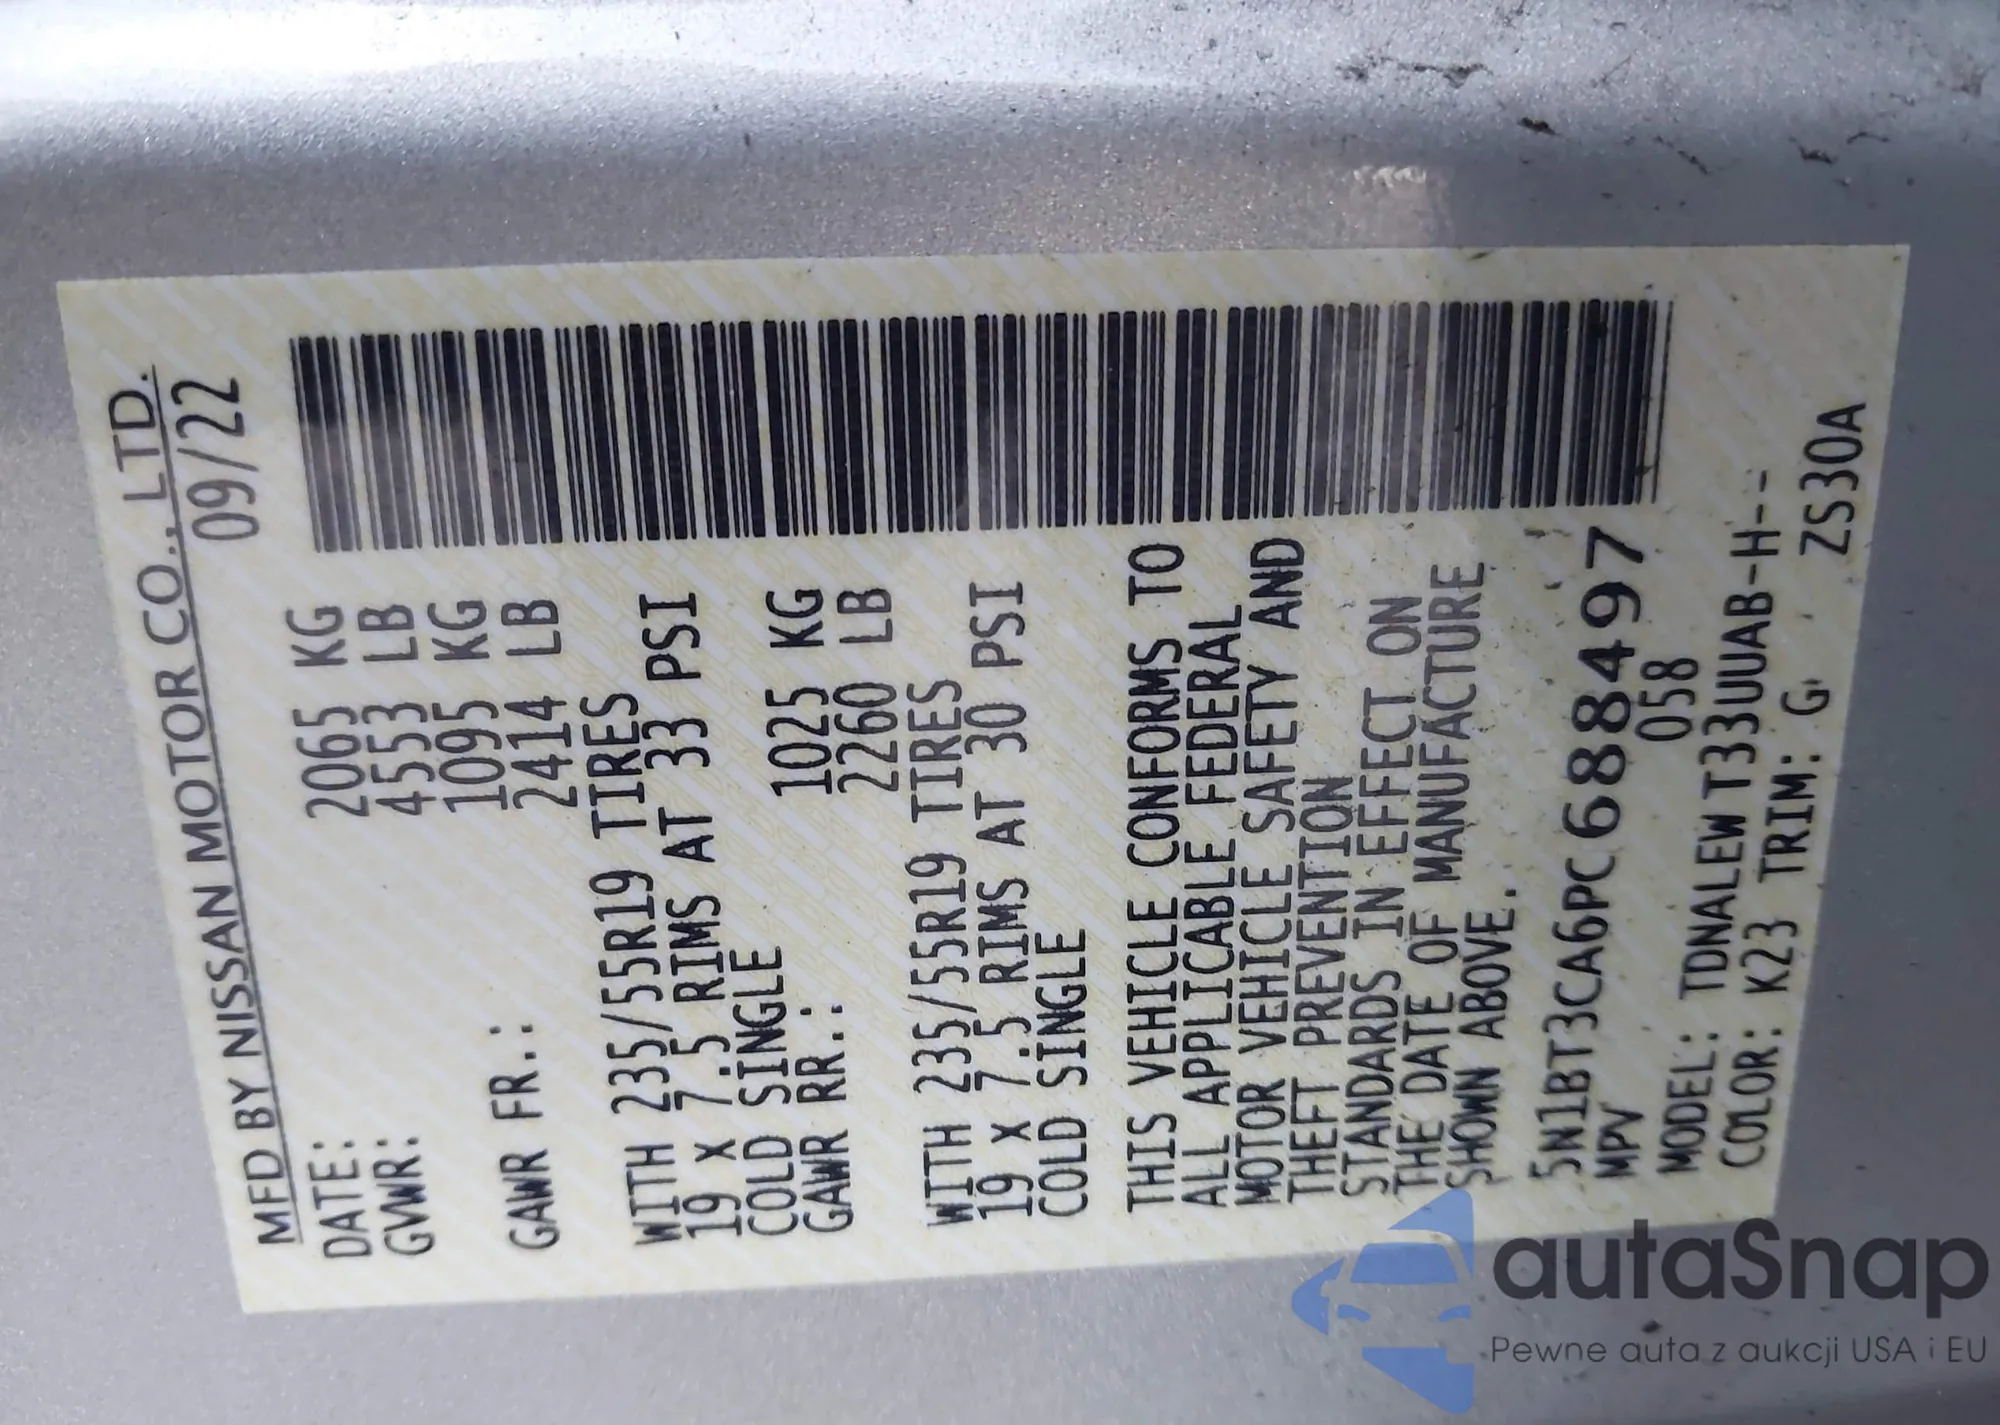 MFD BY NISSAN MOTOR CO., LTD.
DATE: 09/22
GVWR: 2065 KG
4553 LB
GAWR FR.: 1095 KG
2414 LB
WITH 235/55R19 TIRES
19 X 7.5 RIMS AT 33 PSI
COLD SINGLE
GAWR RR.: 1025 KG
2260 LB
WITH 235/55R19 TIRES
19 X 7.5 RIMS AT 30 PSI
COLD SINGLE
THIS VEHICLE CONFORMS TO
ALL APPLICABLE FEDERAL
MOTOR VEHICLE SAFETY AND
THEFT PREVENTION
STANDARDS IN EFFECT ON
THE DATE OF MANUFACTURE
SHOWN ABOVE.
5N1BT3CA6PC688497
MPV 058
MODEL: TDNALEWT33UUAB-H--
COLOR: K23 TRIM: G ZS30A
autaSnap
Pewne auta z aukcji USA i EU